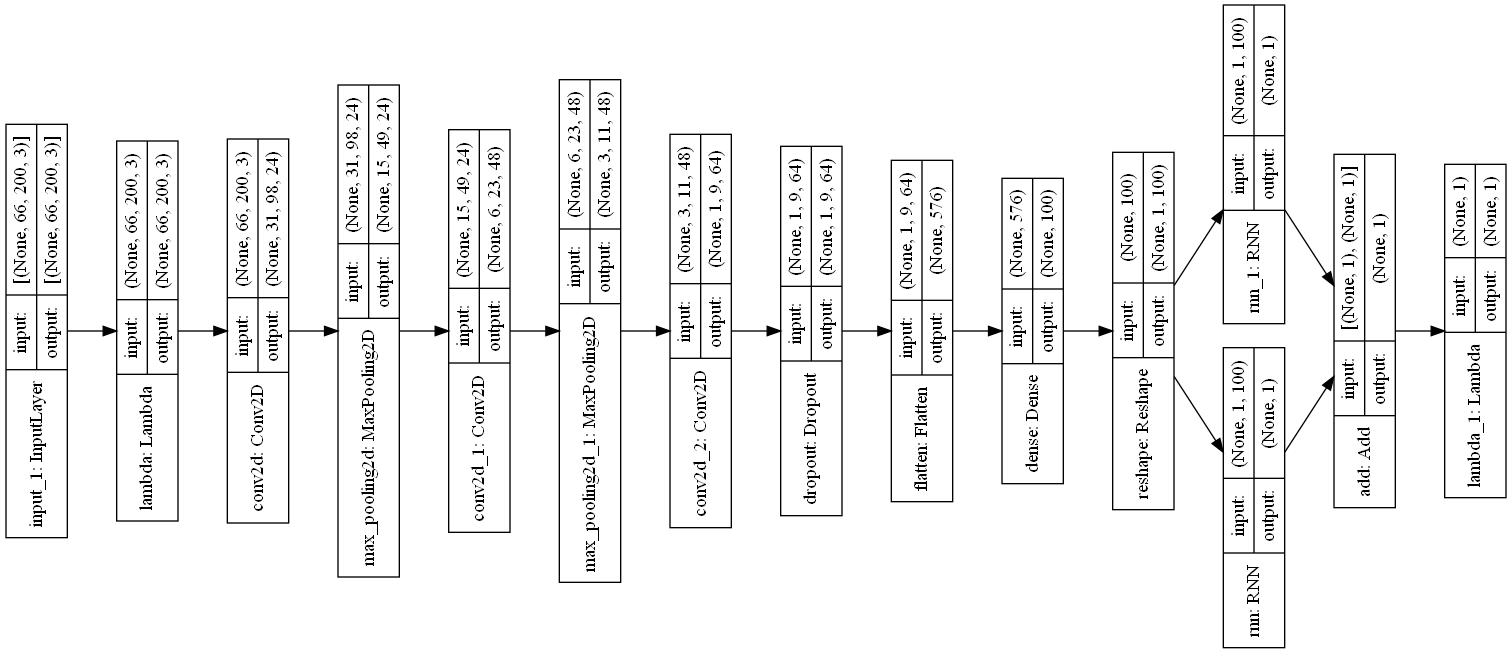 input_1: InputLayer
input:
output:
[(None, 66, 200, 3)]
[(None, 66, 200, 3)]
lambda: Lambda
input:
output:
(None, 66, 200, 3)
(None, 66, 200, 3)
conv2d: Conv2D
input:
output:
(None, 66, 200, 3)
(None, 31, 98, 24)
max_pooling2d: MaxPooling2D
input:
output:
(None, 31, 98, 24)
(None, 15, 49, 24)
conv2d_1: Conv2D
input:
output:
(None, 15, 49, 24)
(None, 6, 23, 48)
max_pooling2d_1: MaxPooling2D
input:
output:
(None, 6, 23, 48)
(None, 3, 11, 48)
conv2d_2: Conv2D
input:
output:
(None, 3, 11, 48)
(None, 1, 9, 64)
dropout: Dropout
input:
output:
(None, 1, 9, 64)
(None, 1, 9, 64)
flatten: Flatten
input:
output:
(None, 1, 9, 64)
(None, 576)
dense: Dense
input:
output:
(None, 576)
(None, 100)
reshape: Reshape
input:
output:
(None, 100)
(None, 1, 100)
rnn_1: RNN
input:
output:
(None, 1, 100)
(None, 1)
rnn: RNN
input:
output:
(None, 1, 100)
(None, 1)
add: Add
input:
output:
[(None, 1), (None, 1)]
(None, 1)
lambda_1: Lambda
input:
output:
(None, 1)
(None, 1)